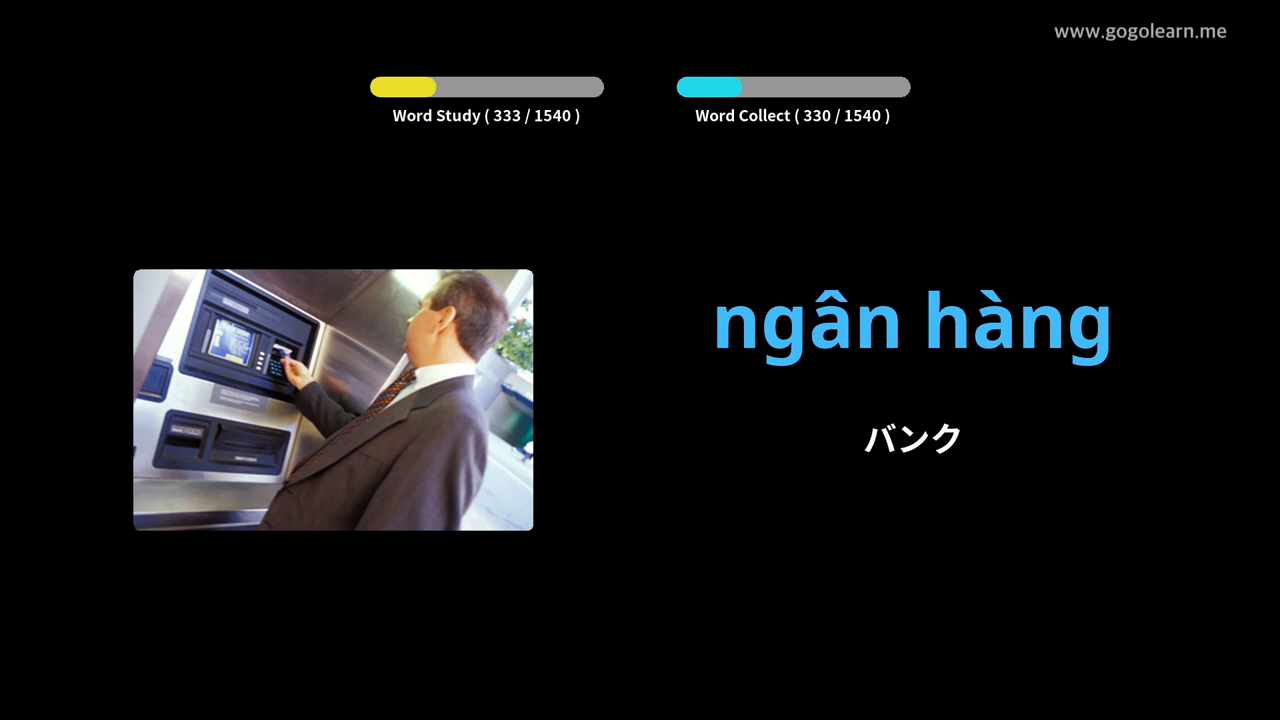 www.gogolearn.me
Word Study ( 333 / 1540 )
Word Collect ( 330 / 1540 )
ngân hàng
バンク